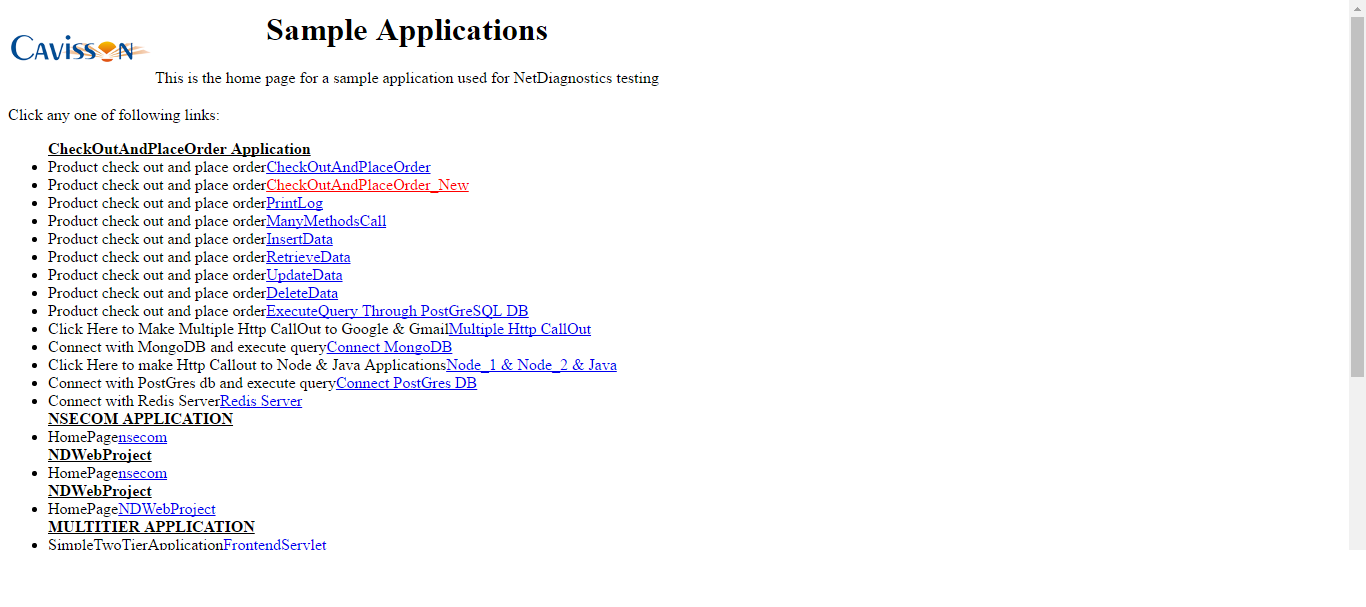 Sample Applications
CAVISSON
This is the home page for a sample application used for NetDiagnostics testing
Click any one of following links:
CheckOutAndPlaceOrder Application
Product check out and place orderCheckOutAndPlaceOrder
Product check out and place orderCheckOutAndPlaceOrder_New
Product check out and place orderPrintLog
Product check out and place orderManyMethodsCall
Product check out and place orderInsertData
Product check out and place orderRetrieveData
Product check out and place orderUpdateData
Product check out and place orderDeleteData
Product check out and place orderExecuteQuery Through PostGreSQL DB
Click Here to Make Multiple Http CallOut to Google & GmailMultiple Http CallOut
Connect with MongoDB and execute queryConnect MongoDB
Click Here to make Http Callout to Node & Java ApplicationsNode_1 & Node_2 & Java
Connect with PostGres db and execute queryConnect PostGres DB
Connect with Redis ServerRedis Server
NSECOM APPLICATION
HomePagensecom
NDWebProject
HomePagensecom
NDWebProject
HomePageNDWebProject
MULTITIER APPLICATION
SimpleTwoTierApplicationFrontendServlet